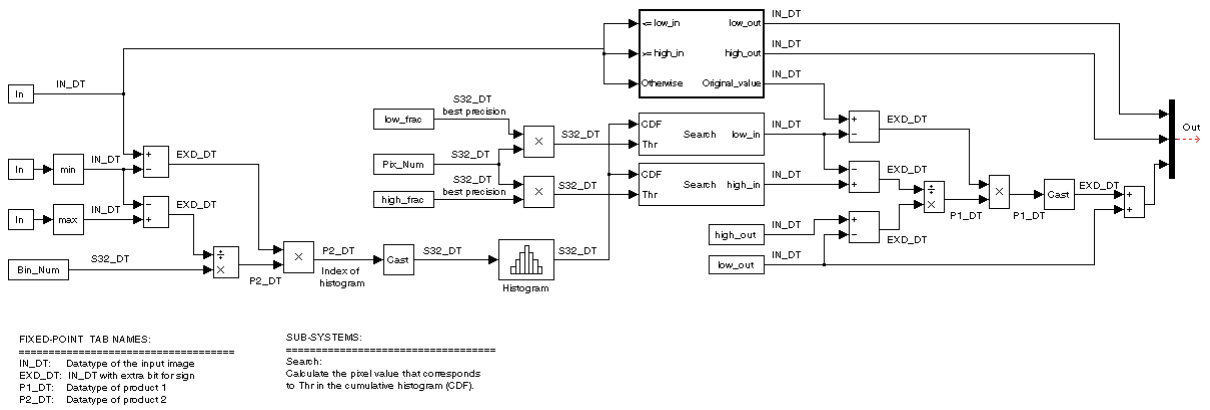 IN_DT
<= low_in low_out
IN_DT
>= high_in high_out
IN_DT
Otherwise Original_value
IN_DT
In
S32_DT
best precision
low_frac
S32_DT
×
CDF
Search low_in
Thr
IN_DT
+
−
EXD_DT
Out
In
min
IN_DT
+
−
EXD_DT
Pix_Num
S32_DT
S32_DT
best precision
high_frac
×
S32_DT
CDF
Search high_in
Thr
IN_DT
−
+
EXD_DT
÷
×
P1_DT
×
P1_DT
Cast
EXD_DT
+
+
In
max
IN_DT
−
+
EXD_DT
high_out
IN_DT
+
−
EXD_DT
low_out
IN_DT
Bin_Num
S32_DT
÷
×
P2_DT
×
P2_DT
Index of
histogram
Cast
S32_DT
S32_DT
Histogram
FIXED-POINT TAB NAMES:
====================================
IN_DT: Datatype of the input image
EXD_DT: IN_DT with extra bit for sign
P1_DT: Datatype of product 1
P2_DT: Datatype of product 2
SUB-SYSTEMS:
===================================
Search:
Calculate the pixel value that corresponds
to Thr in the cumulative histogram (CDF).